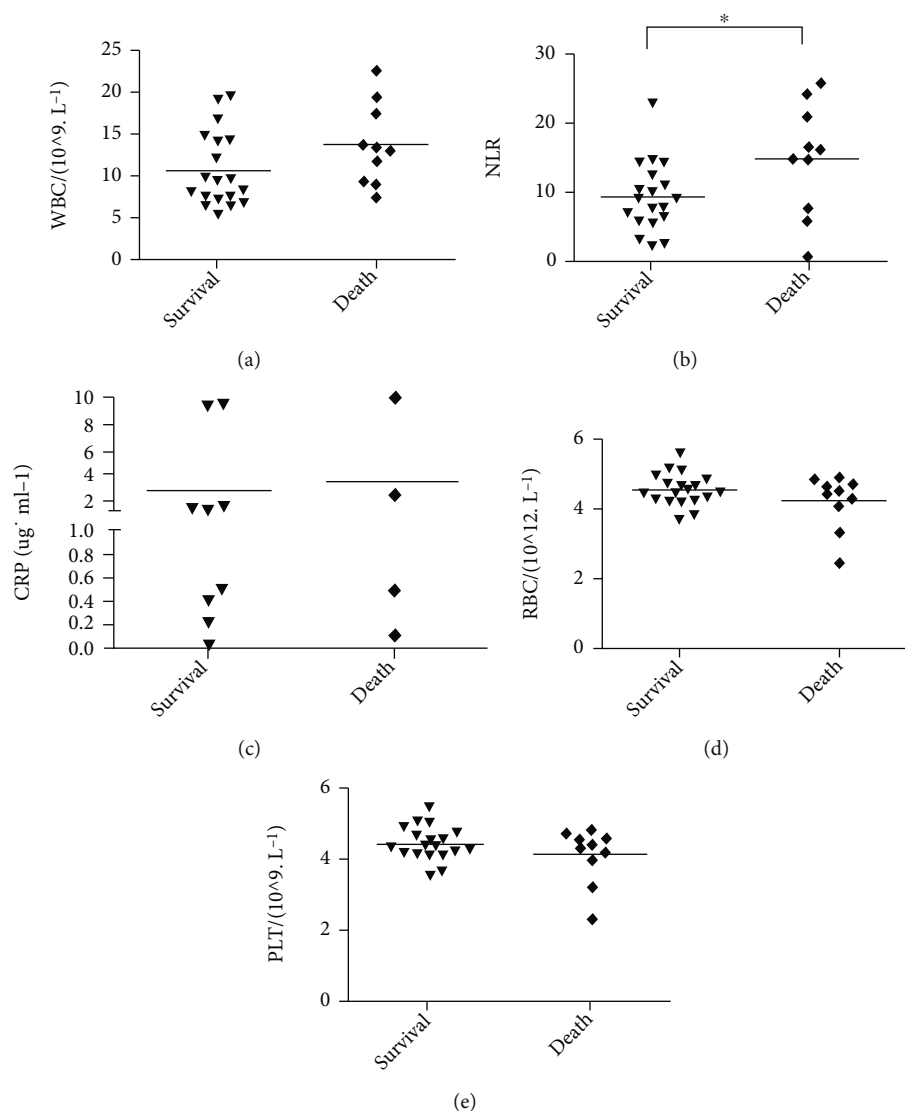 WBC/(10^9. L⁻¹)
25
20
15
10
5
0
Survival
Death
(a)
*
NLR
30
20
10
0
Survival
Death
(b)
CRP (ug˙ ml–1)
10
8
6
4
2
1.0
0.8
0.6
0.4
0.2
0.0
Survival
Death
(c)
RBC/(10^12. L⁻¹)
6
4
2
0
Survival
Death
(d)
PLT/(10^9. L⁻¹)
6
4
2
0
Survival
Death
(e)